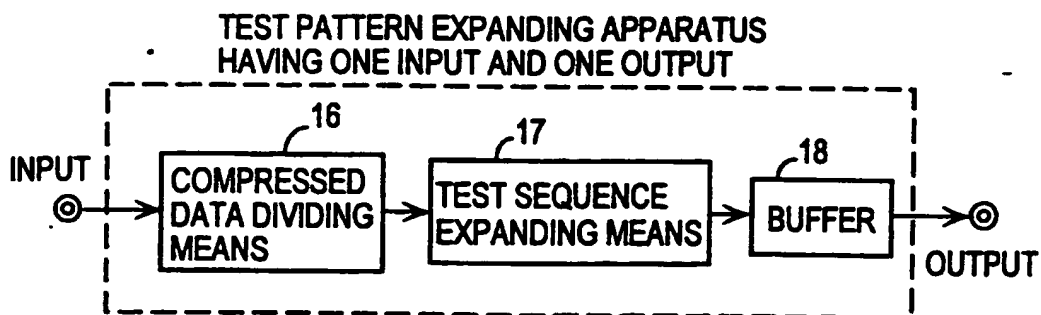 TEST PATTERN EXPANDING APPARATUS
HAVING ONE INPUT AND ONE OUTPUT
16
17
18
INPUT
COMPRESSED
DATA DIVIDING
MEANS
TEST SEQUENCE
EXPANDING MEANS
BUFFER
OUTPUT